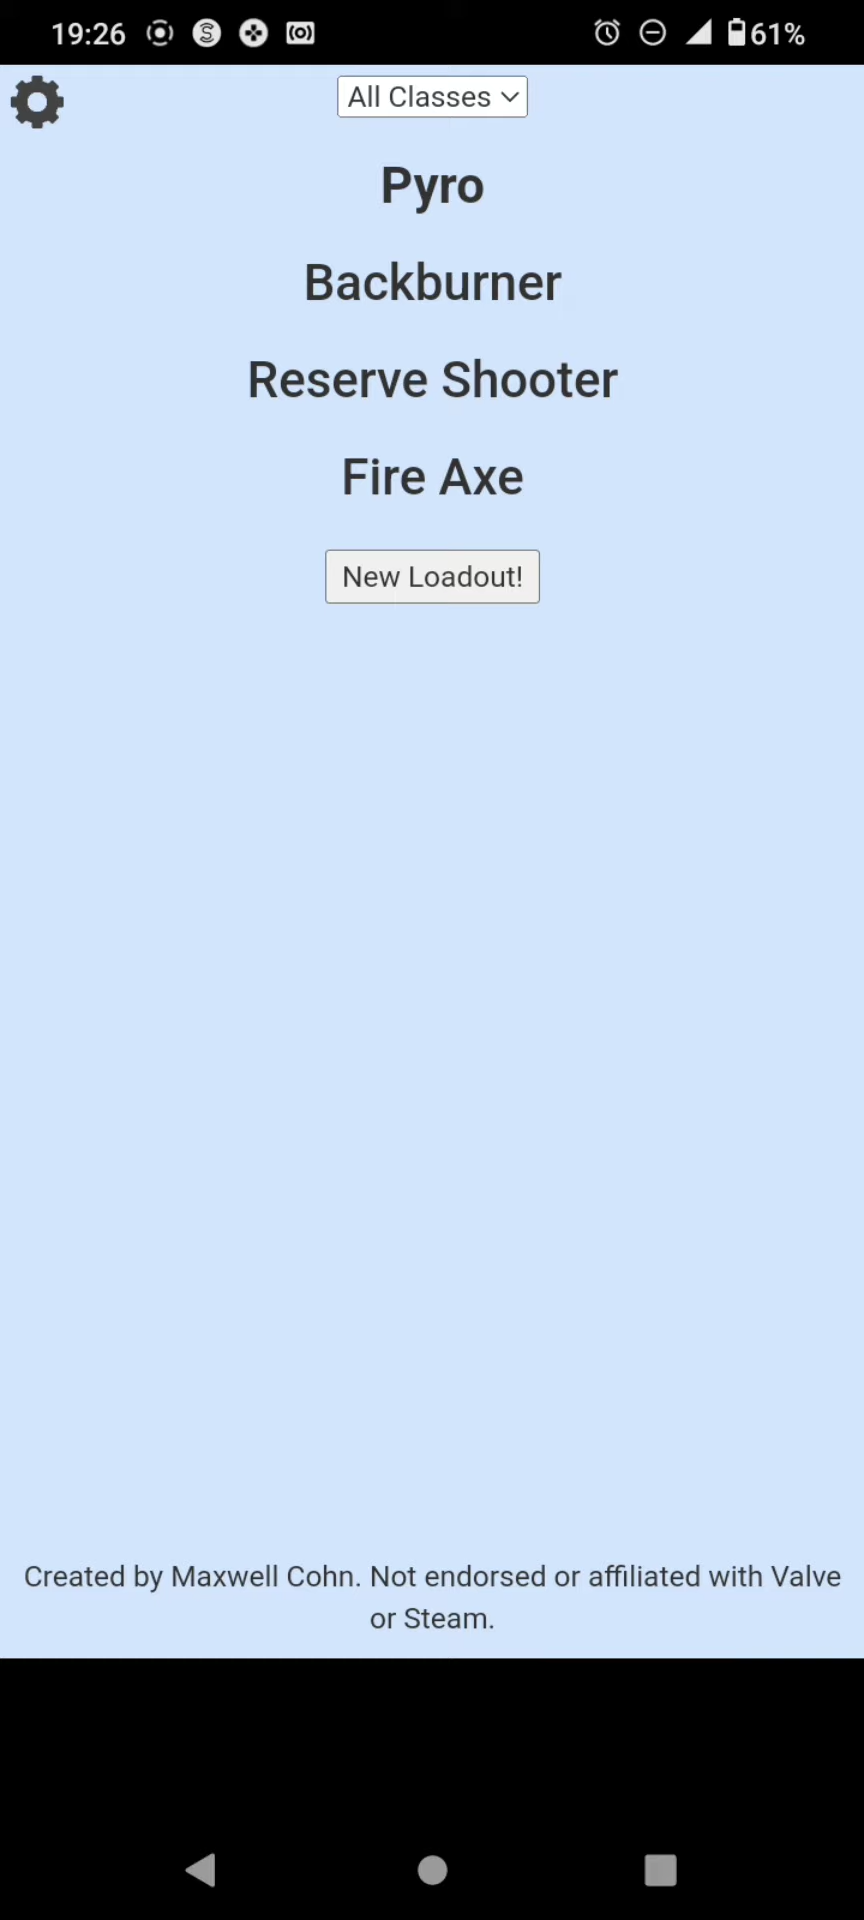 19:26 61%
All Classes
Pyro
Backburner
Reserve Shooter
Fire Axe
New Loadout!
Created by Maxwell Cohn. Not endorsed or affiliated with Valve
or Steam.